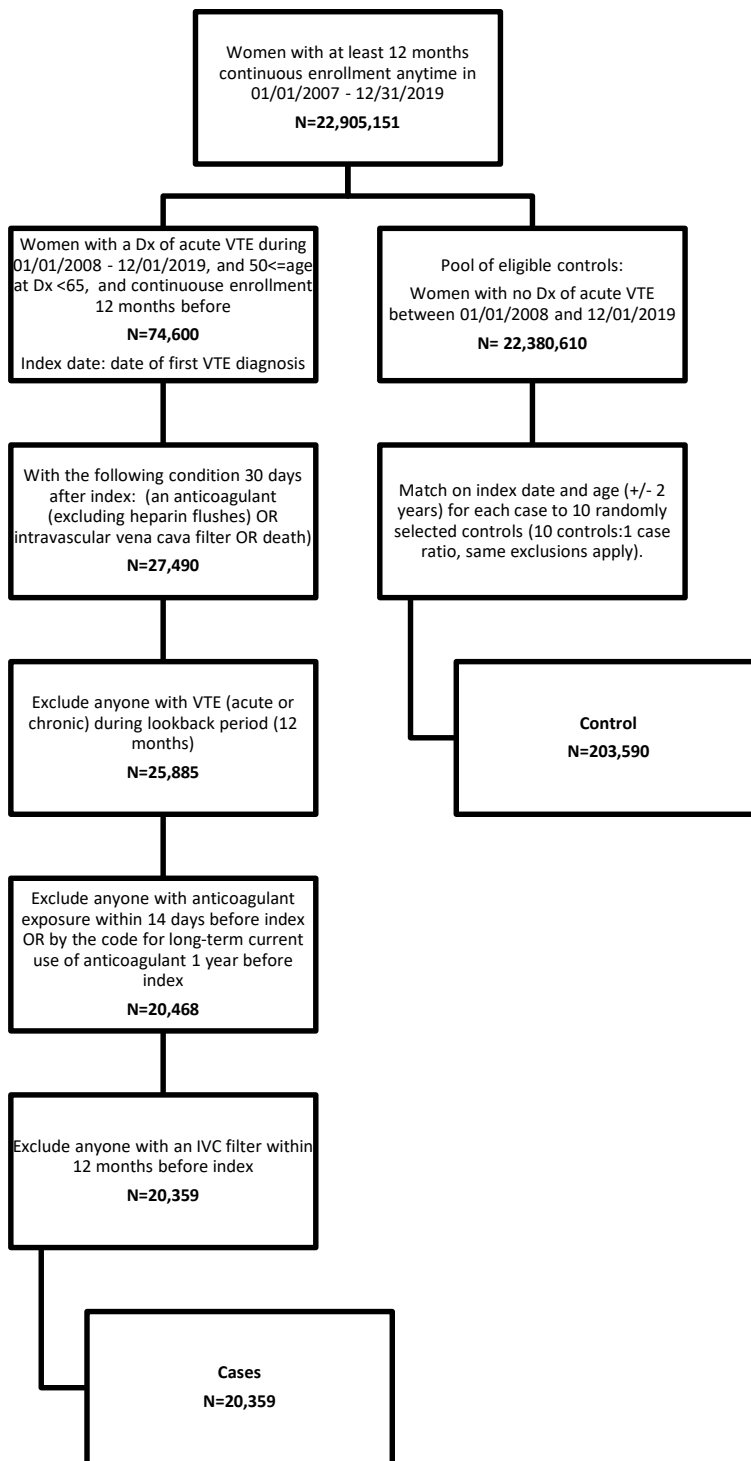 Women with at least 12 months
continuous enrollment anytime in
01/01/2007 - 12/31/2019
N=22,905,151
Women with a Dx of acute VTE during
01/01/2008 - 12/01/2019, and 50<=age
at Dx <65, and continuouse enrollment
12 months before
N=74,600
Index date: date of first VTE diagnosis
Pool of eligible controls:
Women with no Dx of acute VTE
between 01/01/2008 and 12/01/2019
N= 22,380,610
With the following condition 30 days
after index: (an anticoagulant
(excluding heparin flushes) OR
intravascular vena cava filter OR death)
N=27,490
Match on index date and age (+/- 2
years) for each case to 10 randomly
selected controls (10 controls:1 case
ratio, same exclusions apply).
Exclude anyone with VTE (acute or
chronic) during lookback period (12
months)
N=25,885
Control
N=203,590
Exclude anyone with anticoagulant
exposure within 14 days before index
OR by the code for long-term current
use of anticoagulant 1 year before
index
N=20,468
Exclude anyone with an IVC filter within
12 months before index
N=20,359
Cases
N=20,359